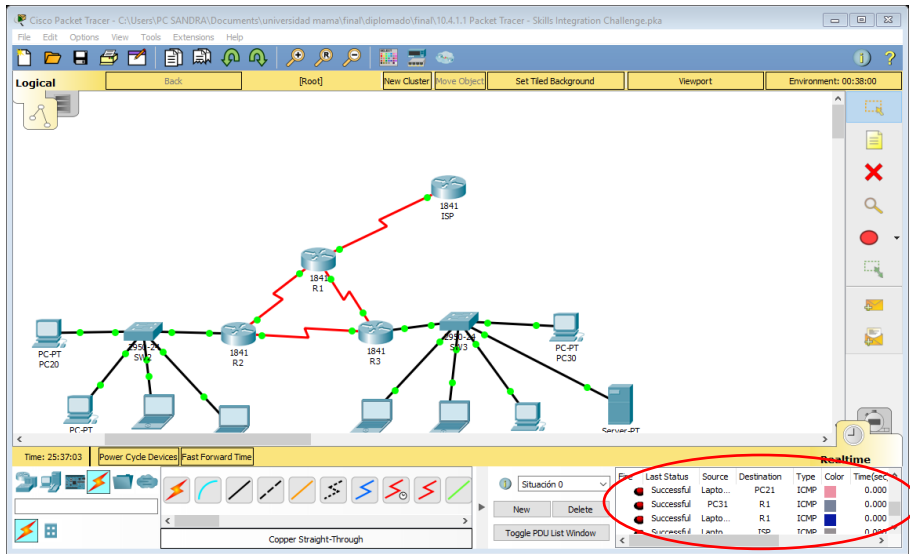 Cisco Packet Tracer - C:\Users\PC SANDRA\Documents\universidad mama\final\diplomado\final\10.4.1.1 Packet Tracer - Skills Integration Challenge.pka
File Edit Options View Tools Extensions Help
Logical Back [Root] New Cluster Move Object Set Tiled Background Viewport Environment: 00:38:00
1841
ISP
1841
R1
PC-PT
PC20
2950-24
SW2
1841
R2
1841
R3
2950-24
SW3
PC-PT
PC30
PC-PT
Server-PT
Time: 25:37:03 Power Cycle Devices Fast Forward Time Realtime
Situación 0
New Delete
Toggle PDU List Window
Copper Straight-Through
Fire Last Status Source Destination Type Color Time(sec
Successful Lapto... PC21 ICMP 0.000
Successful PC31 R1 ICMP 0.000
Successful Lapto... R1 ICMP 0.000
Successful Lapto... ISP ICMP 0.000